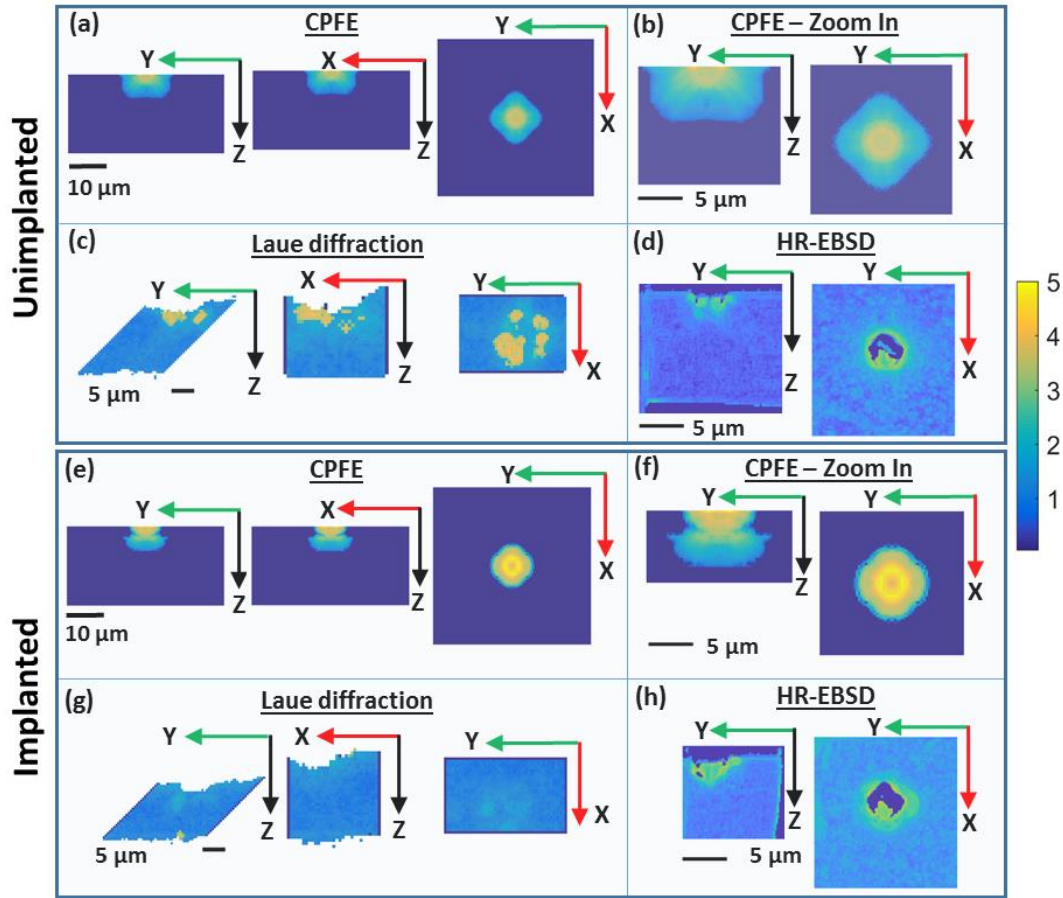 Unimplanted
(a)
CPFE
Y
Z
X
Z
Y
X
10 µm
(b)
CPFE – Zoom In
Y
Z
Y
X
5 µm
(c)
Laue diffraction
Y
Z
X
Z
Y
X
5 µm
(d)
HR-EBSD
Y
Z
Y
X
5 µm
5
4
3
2
1
Implanted
(e)
CPFE
Y
Z
X
Z
Y
X
10 µm
(f)
CPFE – Zoom In
Y
Z
Y
X
5 µm
(g)
Laue diffraction
Y
Z
X
Z
Y
X
5 µm
(h)
HR-EBSD
Y
Z
Y
X
5 µm